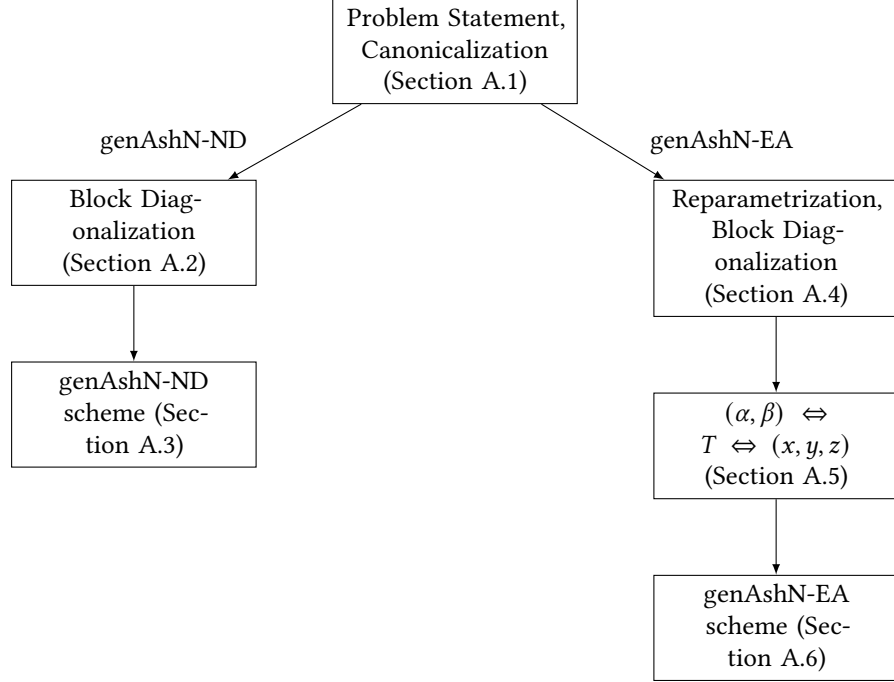 Problem Statement,
Canonicalization
(Section A.1)
genAshN-ND
genAshN-EA
Block Diag-
onalization
(Section A.2)
Reparametrization,
Block Diag-
onalization
(Section A.4)
genAshN-ND
scheme (Sec-
tion A.3)
(α, β) ⇔
T ⇔ (x, y, z)
(Section A.5)
genAshN-EA
scheme (Sec-
tion A.6)